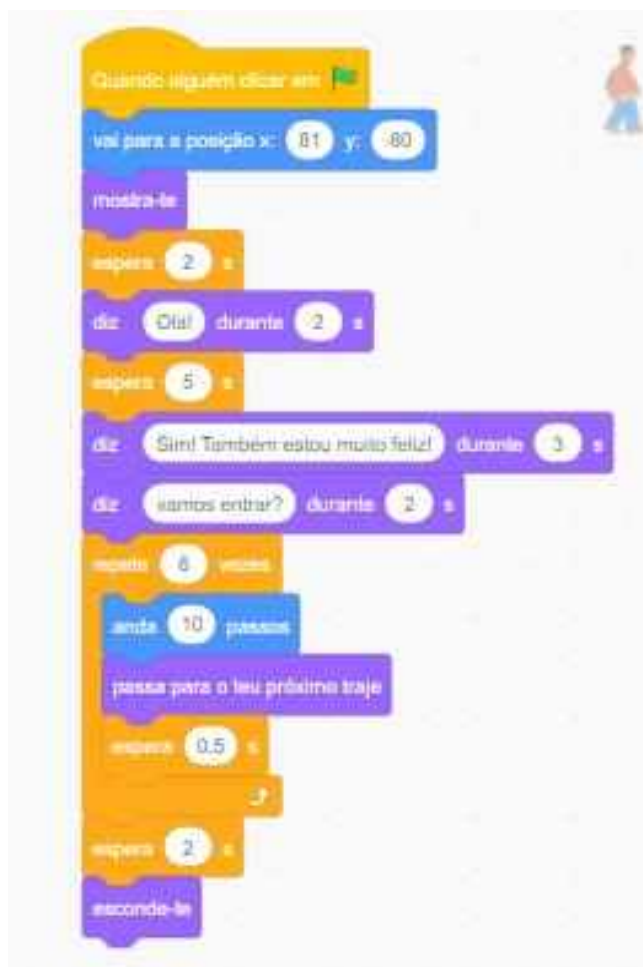 Quando alguém clicar em
vai para a posição x: 81 y: -80
mostra-te
espera 2 s
diz Olá! durante 2 s
espera 5 s
diz Sim! Também estou muito feliz! durante 3 s
diz vamos entrar? durante 2 s
repete 6 vezes
anda 10 passos
passa para o teu próximo traje
espera 0.5 s
espera 2 s
esconde-te